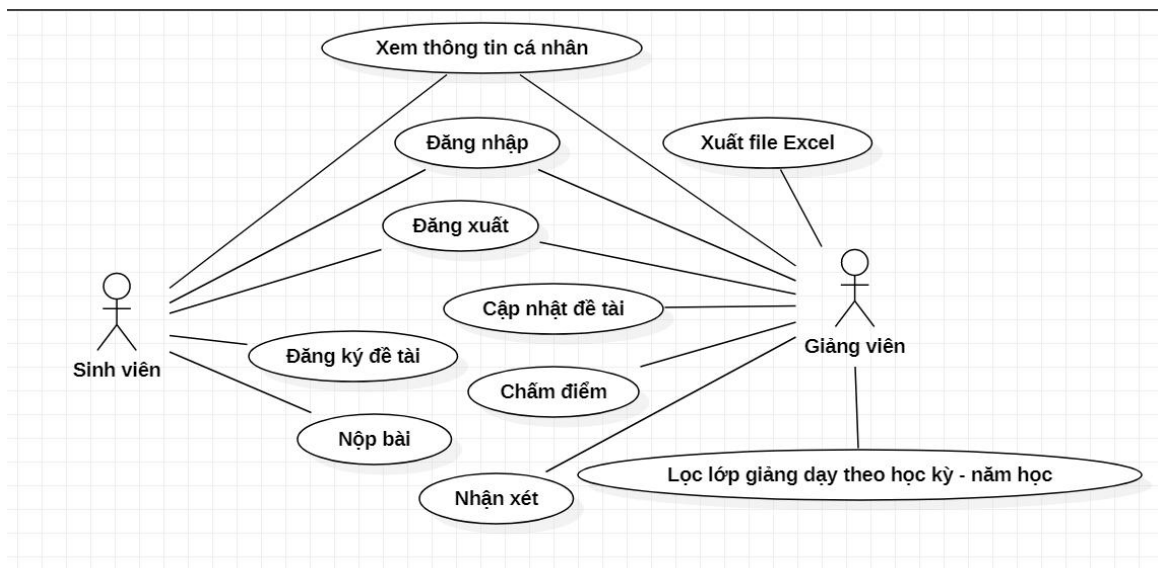 Xem thông tin cá nhân
Đăng nhập
Xuất file Excel
Đăng xuất
Cập nhật đề tài
Giảng viên
Đăng ký đề tài
Sinh viên
Chấm điểm
Nộp bài
Lọc lớp giảng dạy theo học kỳ - năm học
Nhận xét